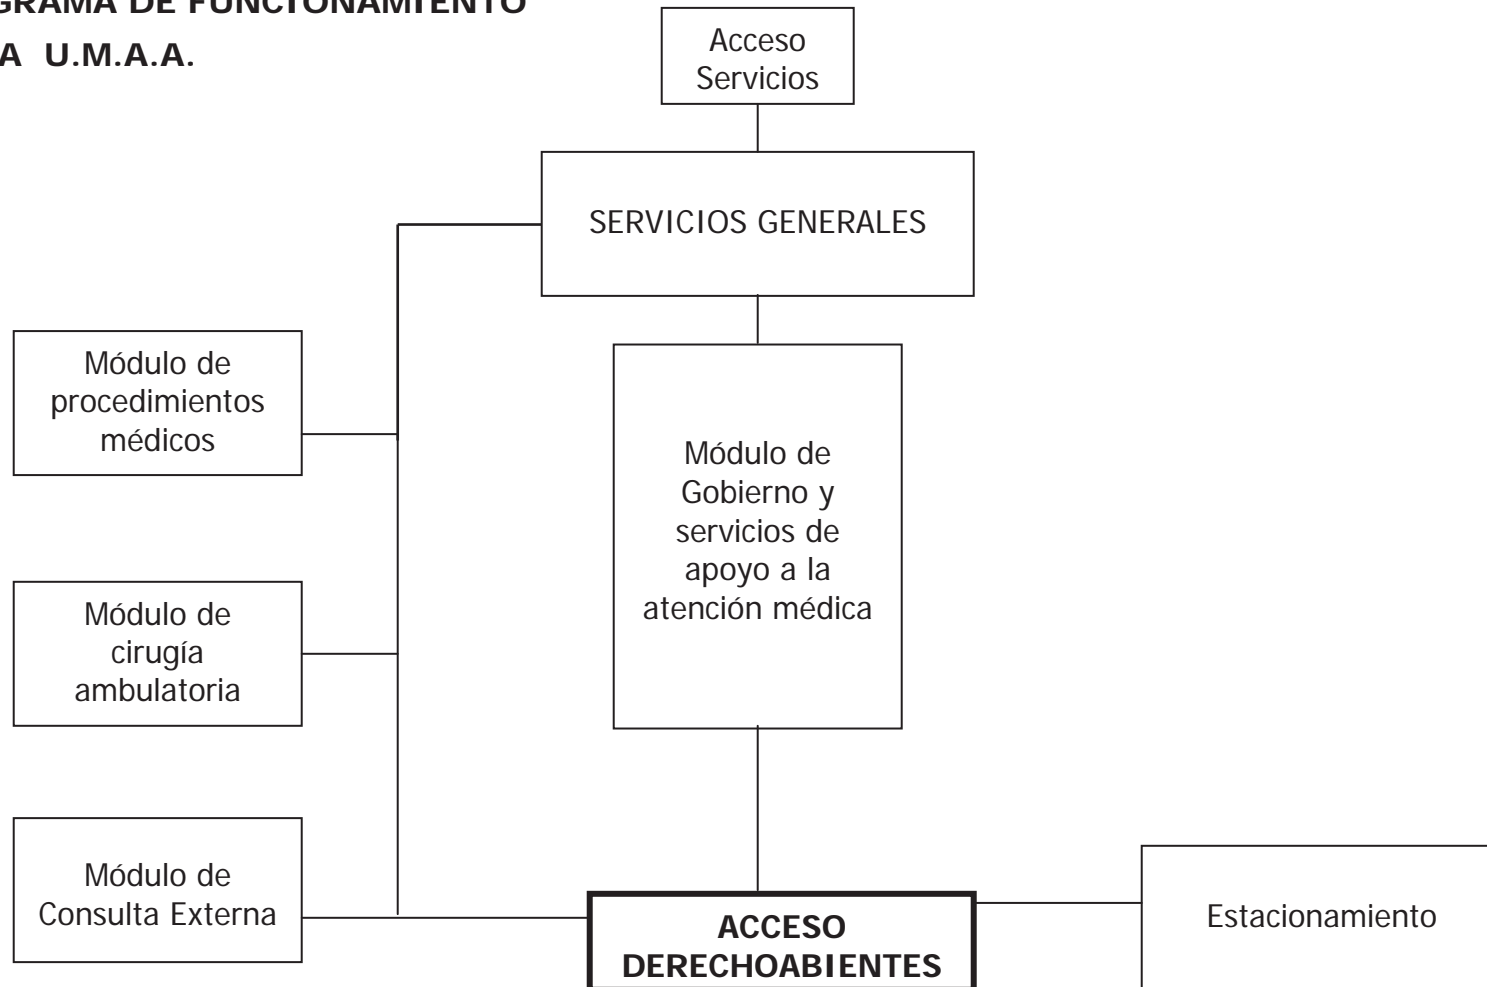 GRAMA DE FUNCIONAMIENTO
A U.M.A.A.
Acceso
Servicios
SERVICIOS GENERALES
Módulo de
procedimientos
médicos
Módulo de
Gobierno y
servicios de
apoyo a la
atención médica
Módulo de
cirugía
ambulatoria
Módulo de
Consulta Externa
ACCESO
DERECHOABIENTES
Estacionamiento